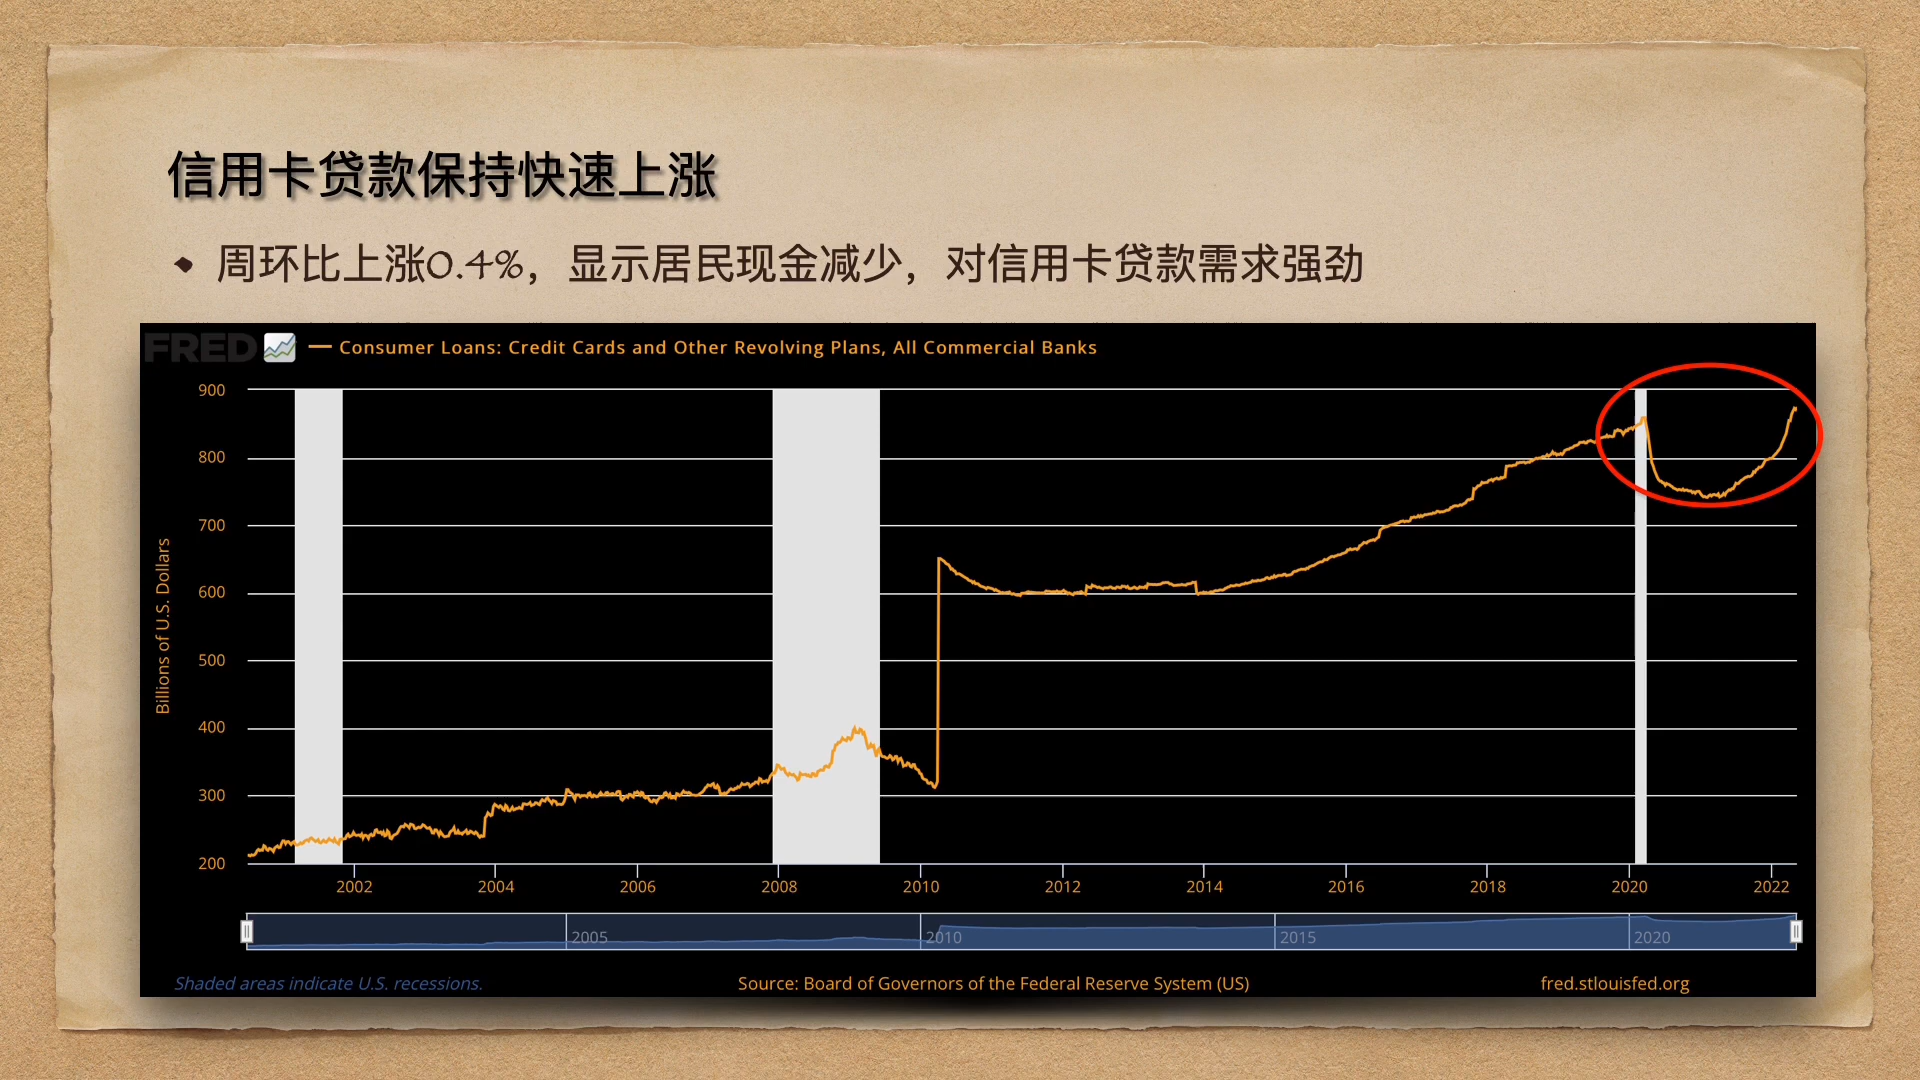 信用卡贷款保持快速上涨
周环比上涨0.4%，显示居民现金减少，对信用卡贷款需求强劲
FRED
Consumer Loans: Credit Cards and Other Revolving Plans, All Commercial Banks
900
800
700
600
500
400
300
200
Billions of U.S. Dollars
2002 2004 2006 2008 2010 2012 2014 2016 2018 2020 2022
2005 2010 2015 2020
Shaded areas indicate U.S. recessions. Source: Board of Governors of the Federal Reserve System (US) fred.stlouisfed.org